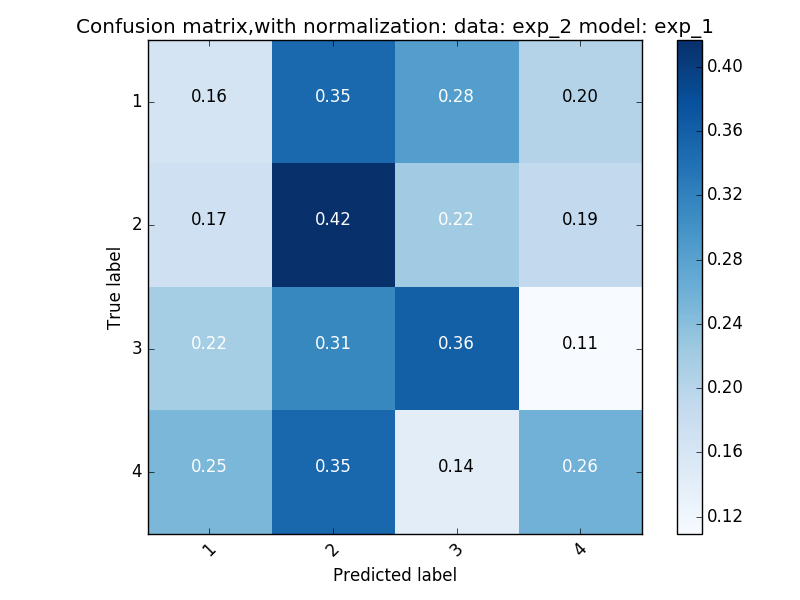 Confusion matrix,with normalization: data: exp_2 model: exp_1
True label
1 0.16 0.35 0.28 0.20
2 0.17 0.42 0.22 0.19
3 0.22 0.31 0.36 0.11
4 0.25 0.35 0.14 0.26
1 2 3 4
Predicted label
0.40
0.36
0.32
0.28
0.24
0.20
0.16
0.12